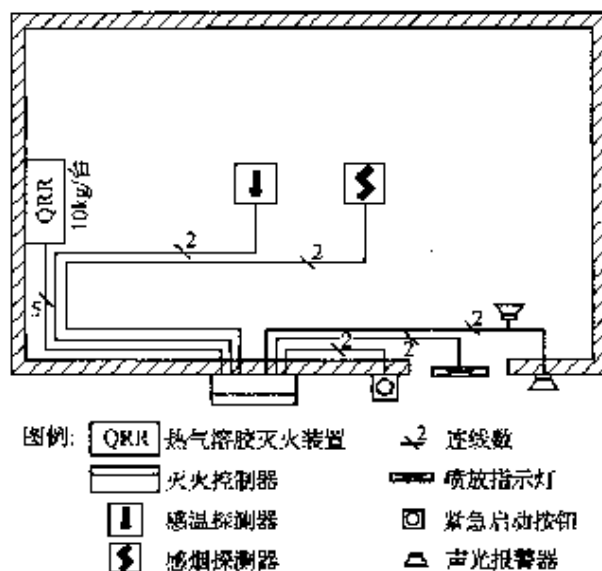 QRR
10kg/台
2
2
5
2
2
2
图例: QRR 热气溶胶灭火装置 2 连线数
灭火控制器 喷放指示灯
感温探测器 紧急启动按钮
感烟探测器 声光报警器